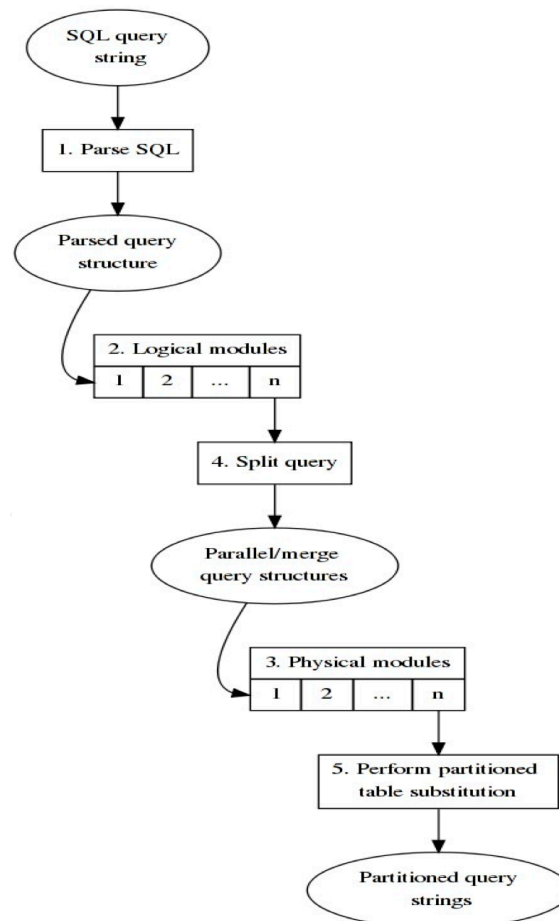 SQL query
string
1. Parse SQL
Parsed query
structure
2. Logical modules
1 2 ... n
4. Split query
Parallel/merge
query structures
3. Physical modules
1 2 ... n
5. Perform partitioned
table substitution
Partitioned query
strings